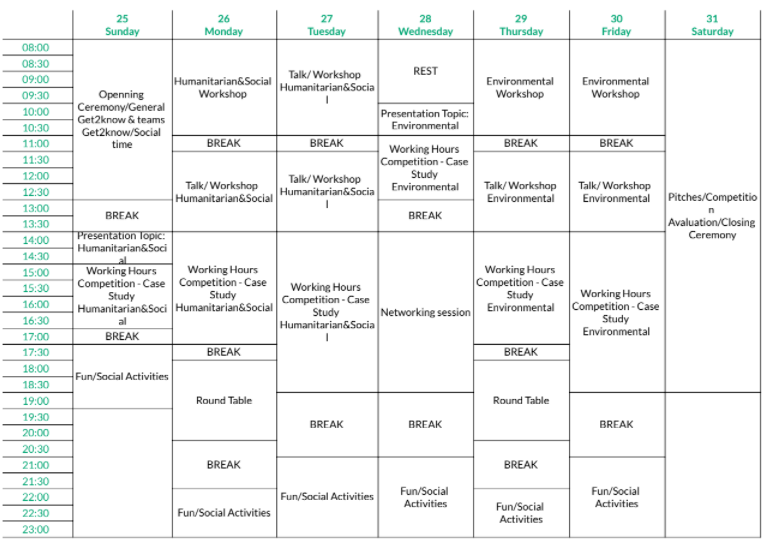 25 26 27 28 29 30 31
Sunday Monday Tuesday Wednesday Thursday Friday Saturday
08:00
08:30
09:00
09:30
10:00
10:30
11:00
11:30
12:00
12:30
13:00
13:30
14:00
14:30
15:00
15:30
16:00
16:30
17:00
17:30
18:00
18:30
19:00
19:30
20:00
20:30
21:00
21:30
22:00
22:30
23:00
Openning
Ceremony/General
Get2know & teams
Get2know/Social
time
BREAK
Presentation Topic:
Humanitarian&Soci
al
Working Hours
Competition - Case
Study
Humanitarian&Soci
al
BREAK
Fun/Social Activities
Humanitarian&Social
Workshop
BREAK
Talk/ Workshop
Humanitarian&Social
Working Hours
Competition - Case
Study
Humanitarian&Social
BREAK
Round Table
BREAK
Fun/Social Activities
Talk/ Workshop
Humanitarian&Socia
l
BREAK
Talk/ Workshop
Humanitarian&Socia
l
Working Hours
Competition - Case
Study
Humanitarian&Socia
l
BREAK
Fun/Social Activities
REST
Presentation Topic:
Environmental
Working Hours
Competition - Case
Study
Environmental
BREAK
Networking session
BREAK
Fun/Social
Activities
Environmental
Workshop
BREAK
Talk/ Workshop
Environmental
Working Hours
Competition - Case
Study
Environmental
BREAK
Round Table
BREAK
Fun/Social
Activities
Environmental
Workshop
BREAK
Talk/ Workshop
Environmental
Working Hours
Competition - Case
Study
Environmental
BREAK
Fun/Social
Activities
Pitches/Competitio
n
Avaluation/Closing
Ceremony